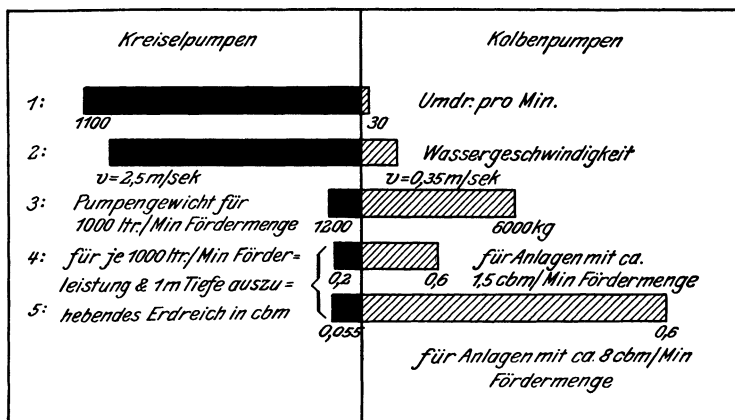 Kreiselpumpen
Kolbenpumpen
1:
Umdr. pro Min.
1100
30
2:
Wassergeschwindigkeit
v=2,5 m/sek
v=0,35 m/sek
3: Pumpengewicht für
1000 ltr./Min Fördermenge
1200
6000 kg
4: für je 1000 ltr./Min Förder=
leistung & 1 m Tiefe auszu=
5: hebendes Erdreich in cbm
0,2
0,6
für Anlagen mit ca.
1,5 cbm/Min Fördermenge
0,055
0,6
für Anlagen mit ca. 8 cbm/Min
Fördermenge